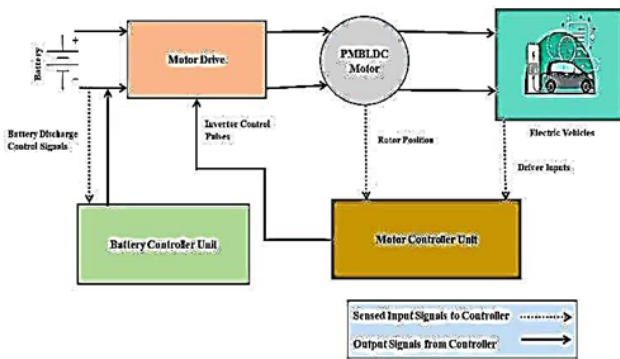 Battery
+
-
Motor Drive
PMBLDC
Motor
Electric Vehicles
Battery Discharge
Control Signals
Inverter Control
Pulses
Rotor Position
Driver Inputs
Battery Controller Unit
Motor Controller Unit
Sensed Input Signals to Controller
Output Signals from Controller